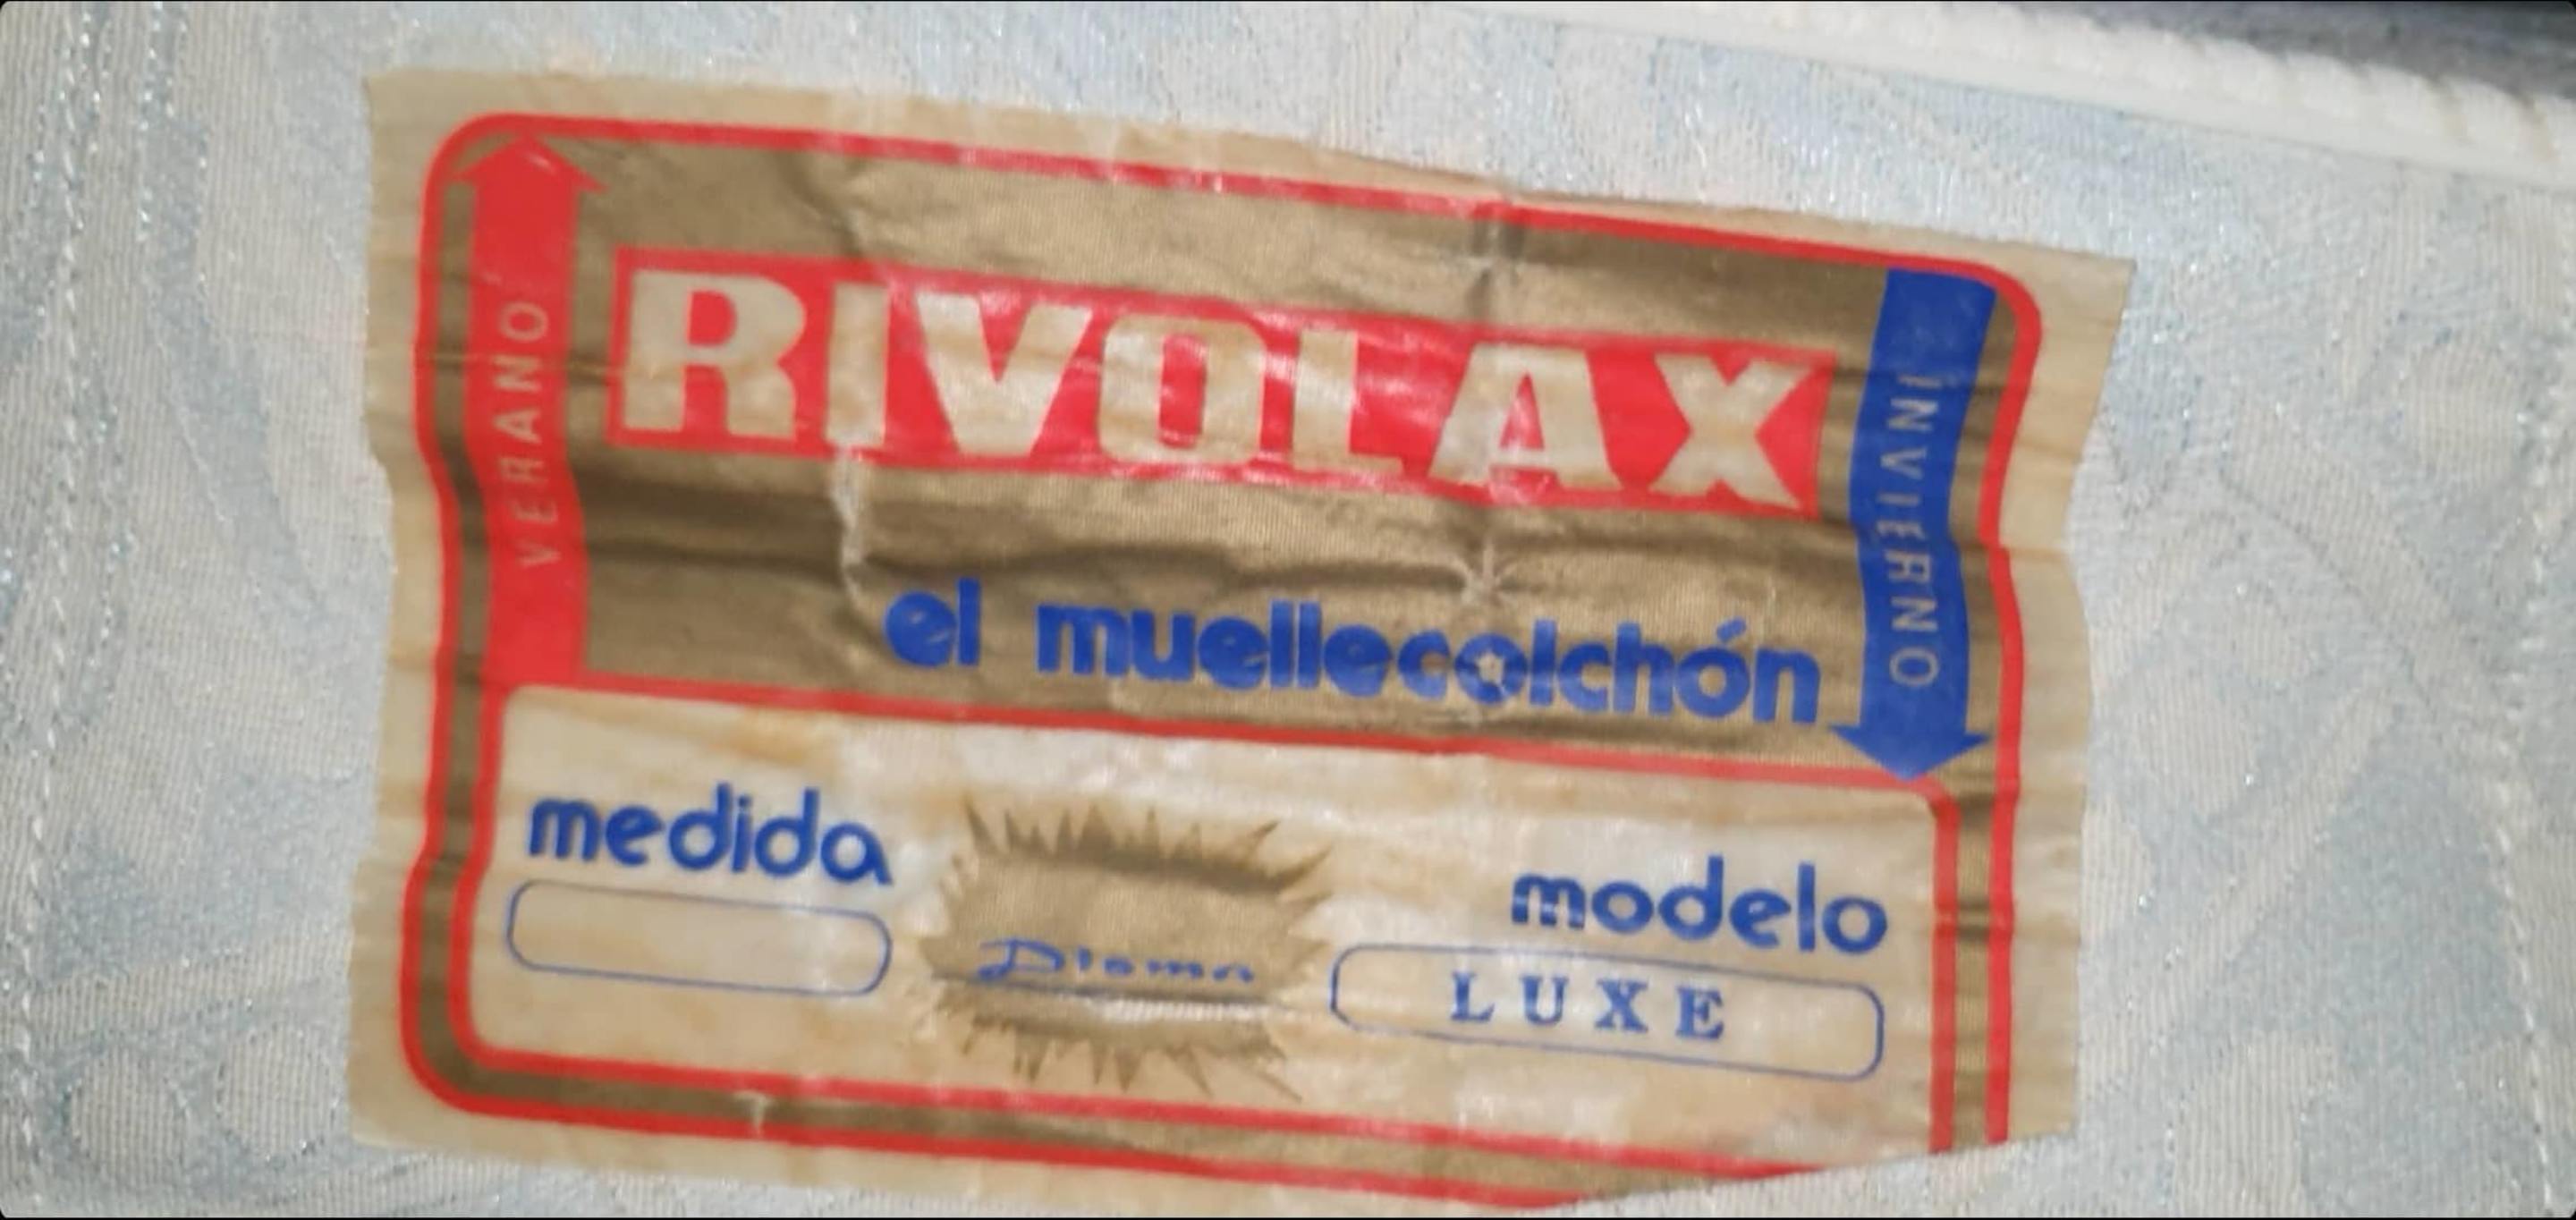 VERANO
RIVOLAX
INVIERNO
el muellecolchón
medida
modelo
LUXE